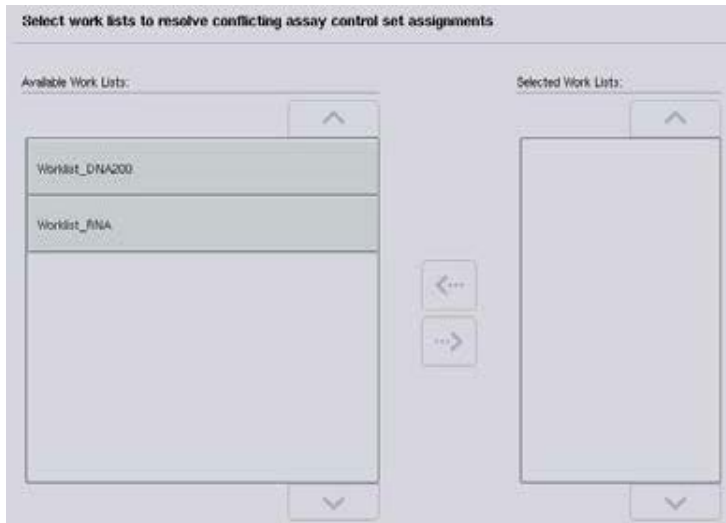 Select work lists to resolve conflicting assay control set assignments
Available Work Lists:
Selected Work Lists:
Worklist_DNA200
Worklist_RNA